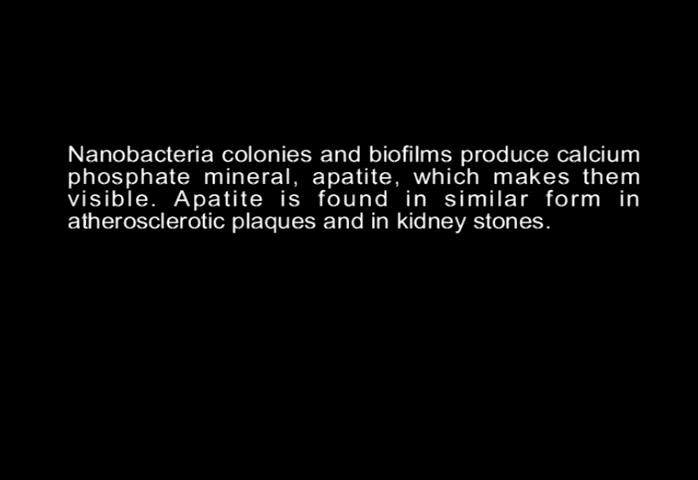 Nanobacteria colonies and biofilms produce calcium
phosphate mineral, apatite, which makes them
visible. Apatite is found in similar form in
atherosclerotic plaques and in kidney stones.